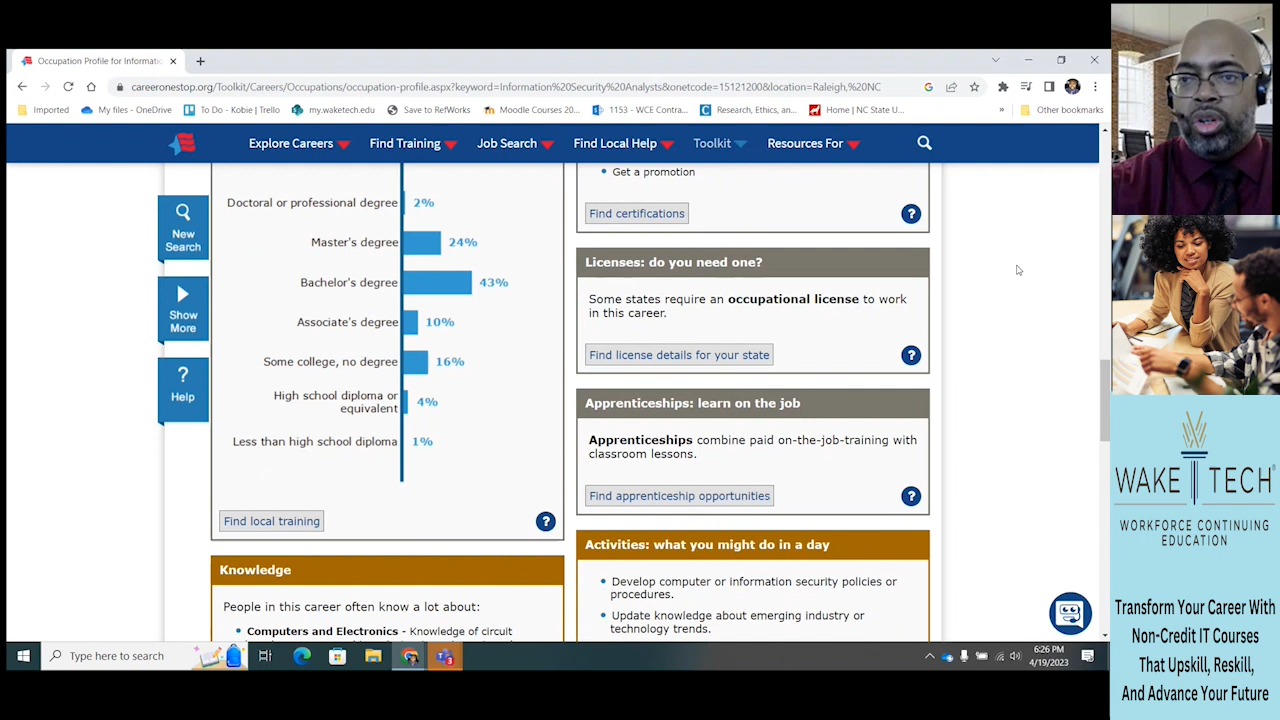 Occupation Profile for Informatio
careeronestop.org/Toolkit/Careers/Occupations/occupation-profile.aspx?keyword=Information%20Security%20Analysts&onetcode=15121200&location=Raleigh,%20NC
Imported
My files - OneDrive
To Do - Kobie | Trello
my.waketech.edu
Save to RefWorks
Moodle Courses 20...
1153 - WCE Contra...
Research, Ethics, an...
Home | NC State U...
»
Other bookmarks
Explore Careers
Find Training
Job Search
Find Local Help
Toolkit
Resources For
New
Search
Show
More
?
Help
Doctoral or professional degree 2%
Master's degree 24%
Bachelor's degree 43%
Associate's degree 10%
Some college, no degree 16%
High school diploma or
equivalent 4%
Less than high school diploma 1%
Find local training
?
Knowledge
People in this career often know a lot about:
• Computers and Electronics - Knowledge of circuit
• Get a promotion
Find certifications
?
Licenses: do you need one?
Some states require an occupational license to work
in this career.
Find license details for your state
?
Apprenticeships: learn on the job
Apprenticeships combine paid on-the-job-training with
classroom lessons.
Find apprenticeship opportunities
?
Activities: what you might do in a day
• Develop computer or information security policies or
procedures.
• Update knowledge about emerging industry or
technology trends.
Type here to search
6:26 PM
4/19/2023
WAKE TECH®
WORKFORCE CONTINUING
EDUCATION
Transform Your Career With
Non-Credit IT Courses
That Upskill, Reskill,
And Advance Your Future